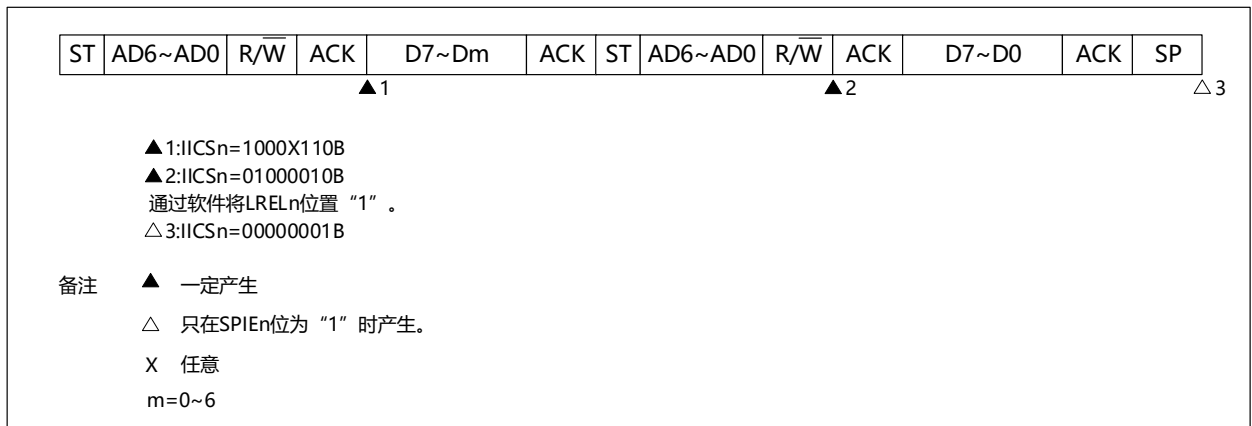 ST AD6~AD0 R/W̅ ACK D7~Dm ACK ST AD6~AD0 R/W̅ ACK D7~D0 ACK SP
▲1 ▲2 △3
▲1:IICSn=1000X110B
▲2:IICSn=01000010B
通过软件将LRELn位置“1”。
△3:IICSn=00000001B
备注 ▲ 一定产生
△ 只在SPIEn位为“1”时产生。
X 任意
m=0~6